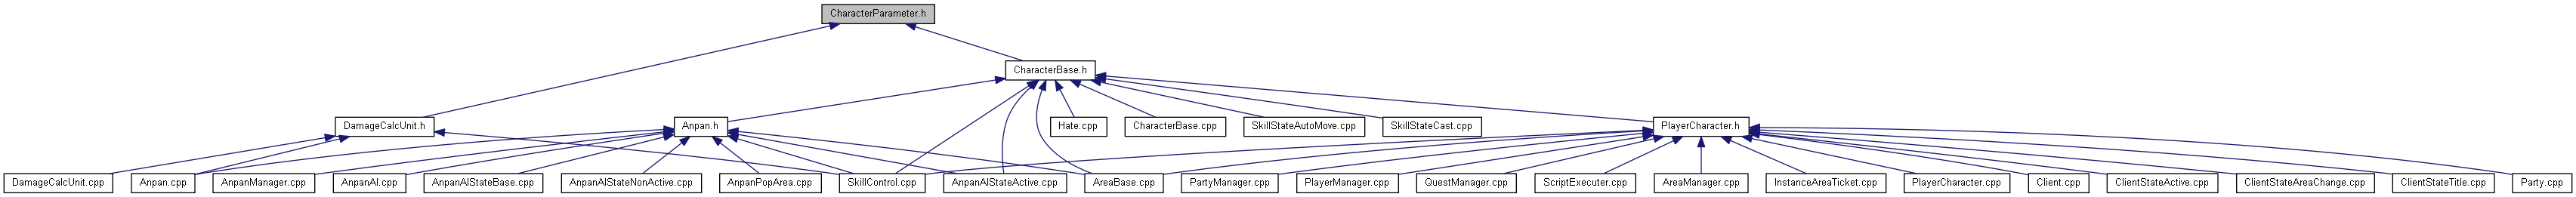 CharacterParameter.h
CharacterBase.h
DamageCalcUnit.h
Anpan.h
Hate.cpp
CharacterBase.cpp
SkillStateAutoMove.cpp
SkillStateCast.cpp
PlayerCharacter.h
DamageCalcUnit.cpp
Anpan.cpp
AnpanManager.cpp
AnpanAI.cpp
AnpanAIStateBase.cpp
AnpanAIStateNonActive.cpp
AnpanPopArea.cpp
SkillControl.cpp
AnpanAIStateActive.cpp
AreaBase.cpp
PartyManager.cpp
PlayerManager.cpp
QuestManager.cpp
ScriptExecuter.cpp
AreaManager.cpp
InstanceAreaTicket.cpp
PlayerCharacter.cpp
Client.cpp
ClientStateActive.cpp
ClientStateAreaChange.cpp
ClientStateTitle.cpp
Party.cpp